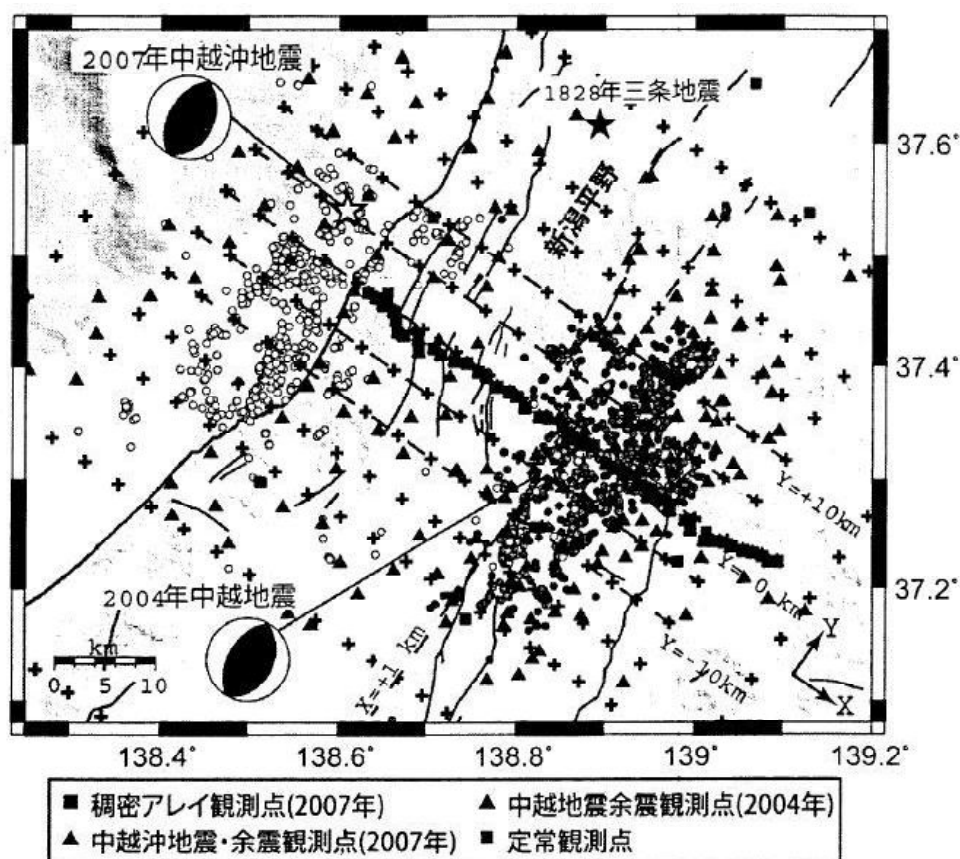 2007年中越沖地震
1828年三条地震
新潟平野
37.6˚
37.4˚
37.2˚
Y=+10km
Y= 0 km
Y=-10km
X=+1 km
2004年中越地震
km
0 5 10
Y
X
138.4˚ 138.6˚ 138.8˚ 139˚ 139.2˚
■ 稠密アレイ観測点(2007年) ▲ 中越地震余震観測点(2004年)
▲ 中越沖地震・余震観測点(2007年) ■ 定常観測点